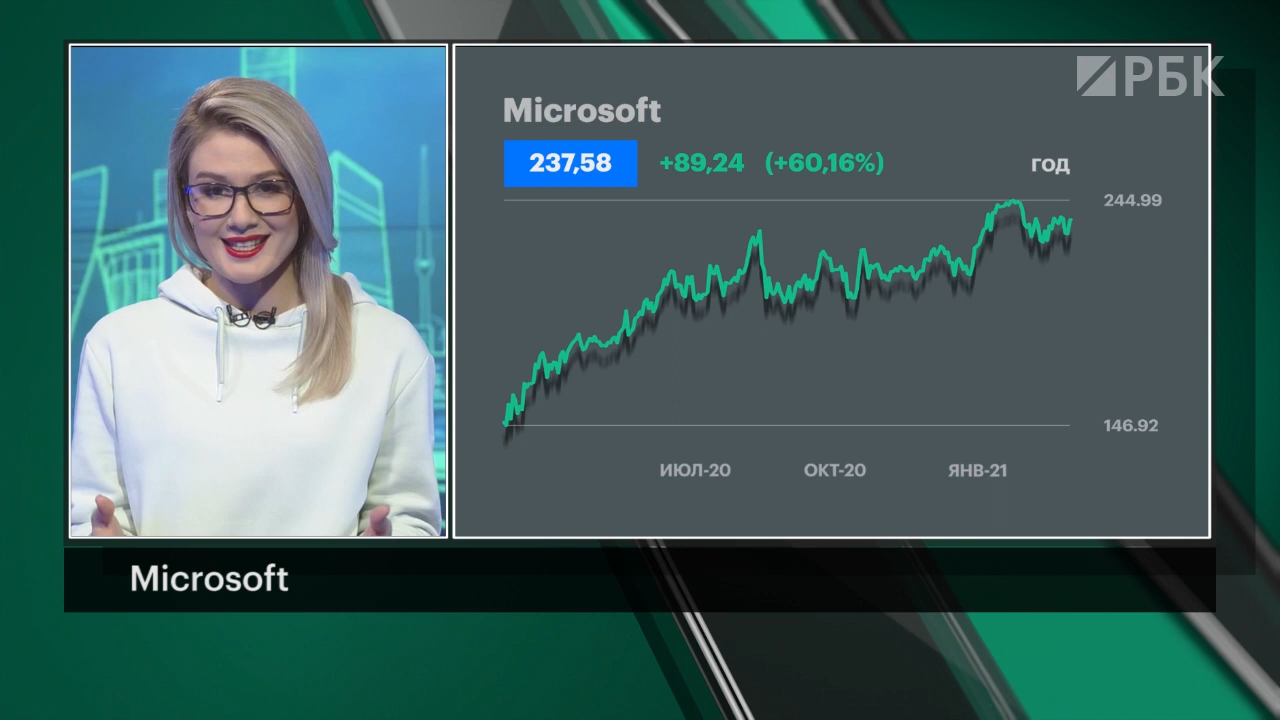 РБК
Microsoft
237,58 +89,24 (+60,16%) год
244.99
146.92
ИЮЛ-20 ОКТ-20 ЯНВ-21
Microsoft